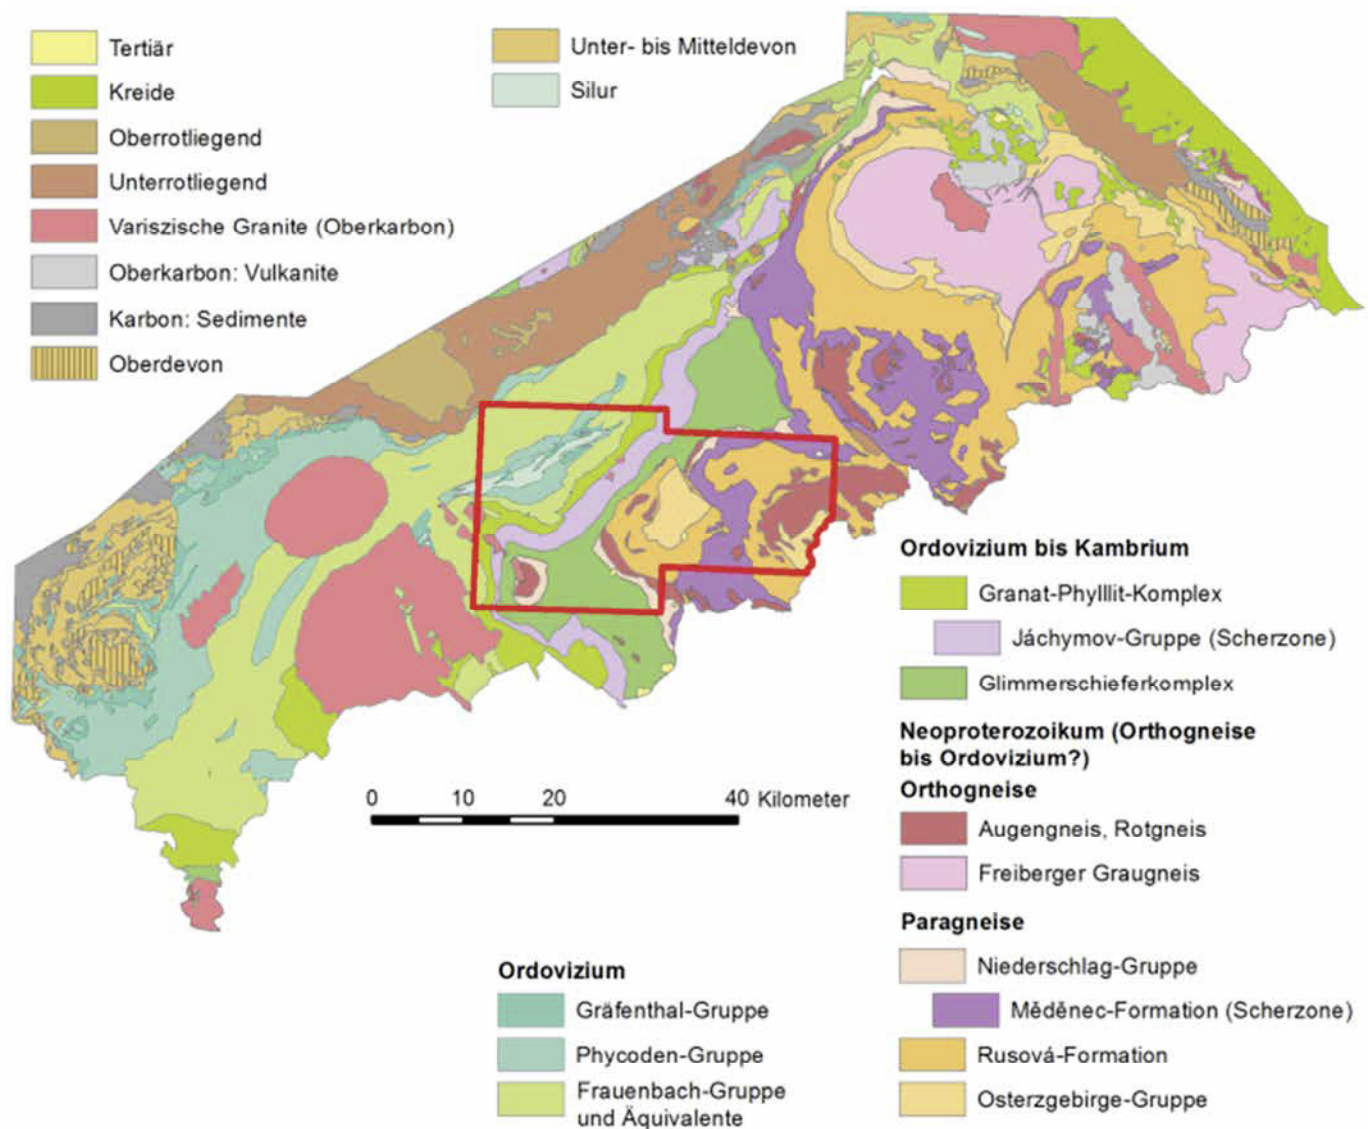 Tertiär
Kreide
Oberrotliegend
Unterrotliegend
Variszische Granite (Oberkarbon)
Oberkarbon: Vulkanite
Karbon: Sedimente
Oberdevon
Unter- bis Mitteldevon
Silur
0 10 20 40 Kilometer
Ordovizium
Gräfenthal-Gruppe
Phycoden-Gruppe
Frauenbach-Gruppe
und Äquivalente
Ordovizium bis Kambrium
Granat-Phylllit-Komplex
Jáchymov-Gruppe (Scherzone)
Glimmerschieferkomplex
Neoproterozoikum (Orthogneise
bis Ordovizium?)
Orthogneise
Augengneis, Rotgneis
Freiberger Graugneis
Paragneise
Niederschlag-Gruppe
Měděnec-Formation (Scherzone)
Rusová-Formation
Osterzgebirge-Gruppe